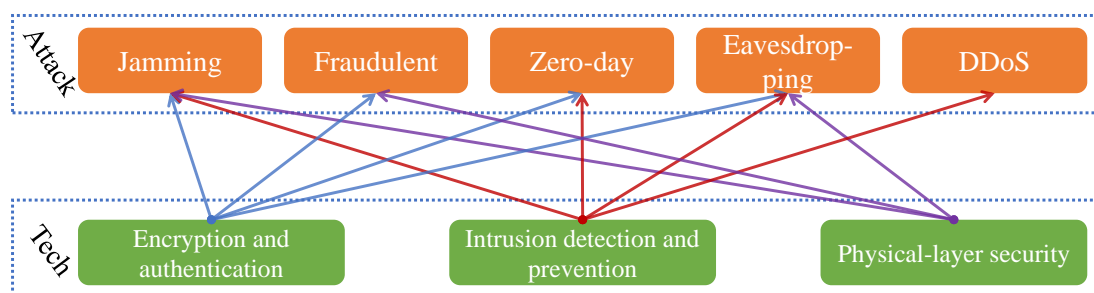 Attack
Jamming
Fraudulent
Zero-day
Eavesdrop-
ping
DDoS
Tech
Encryption and
authentication
Intrusion detection and
prevention
Physical-layer security